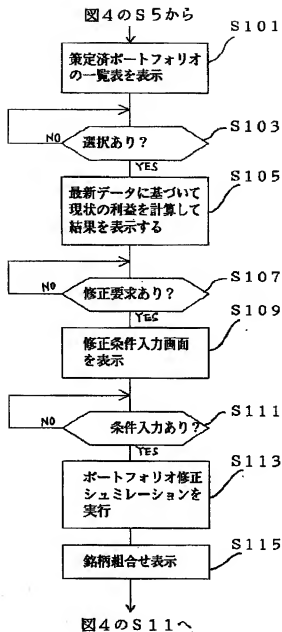 図4のS5から
S101
策定済ポートフォリオ
の一覧表を表示
S103
選択あり？
NO
YES
S105
最新データに基づいて
現状の利益を計算して
結果を表示する
S107
修正要求あり？
NO
YES
S109
修正条件入力画面
を表示
S111
条件入力あり？
NO
YES
S113
ポートフォリオ修正
シュミレーションを
実行
S115
銘柄組合せ表示
図4のS11へ